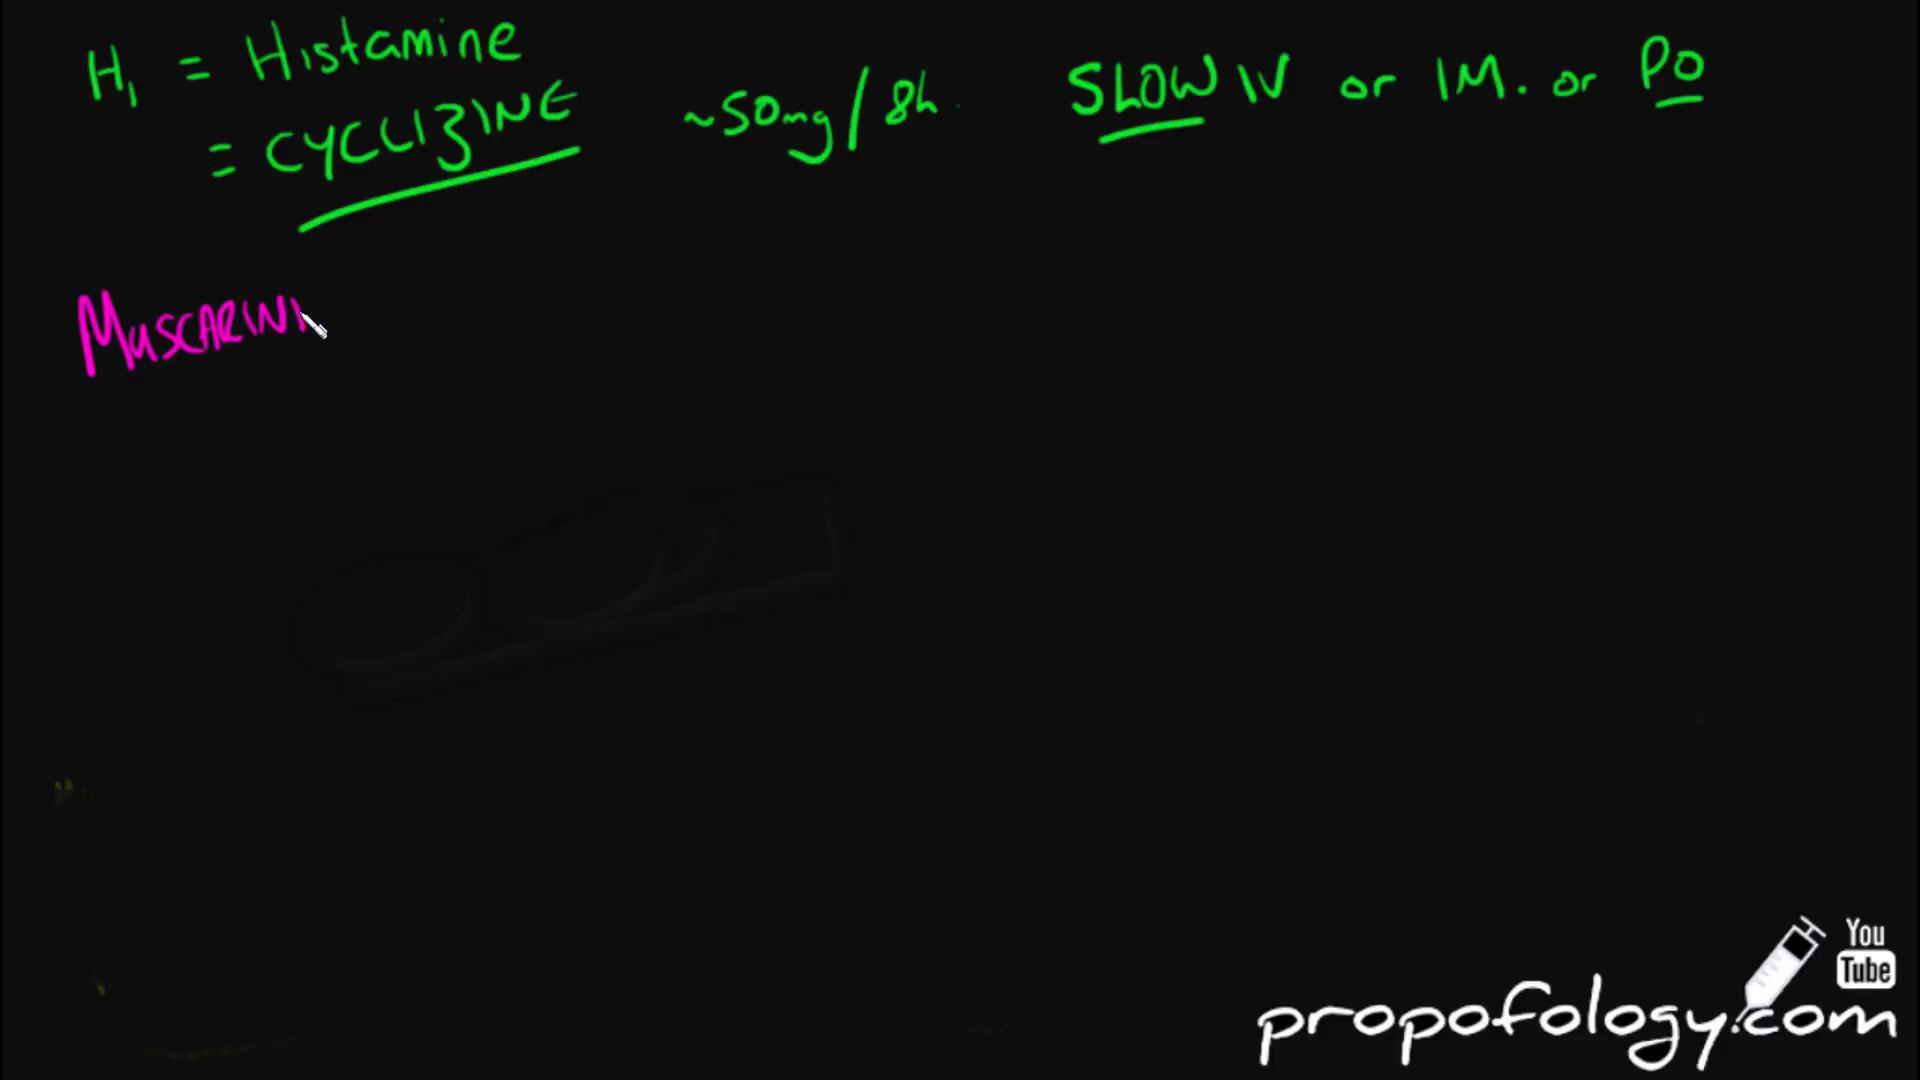 H₁ = Histamine
= CYCLIZINE ~50mg/8h. SLOW IV or IM. or PO
MUSCARINI
You
Tube
propofology.com